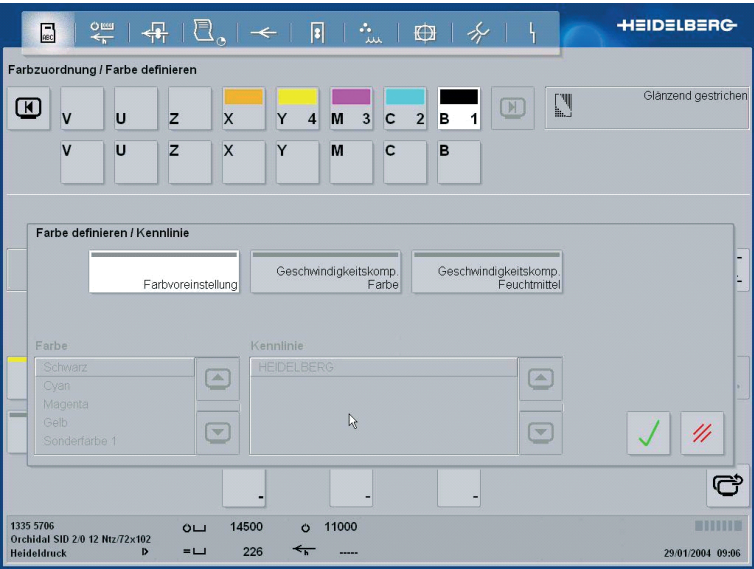 ABC
HEIDELBERG
Farbzuordnung / Farbe definieren
V U Z X Y 4 M 3 C 2 B 1
Glänzend gestrichen
V U Z X Y M C B
Farbe definieren / Kennlinie
Farbvoreinstellung
Geschwindigkeitskomp.
Farbe
Geschwindigkeitskomp.
Feuchtmittel
Farbe
Kennlinie
Schwarz
Cyan
Magenta
Gelb
Sonderfarbe 1
HEIDELBERG
- - -
1335 5706
Orchidal SID 2/0 12 Ntz/72x102
Heideldruck D
14500 11000
= 226 h -----
29/01/2004 09:06